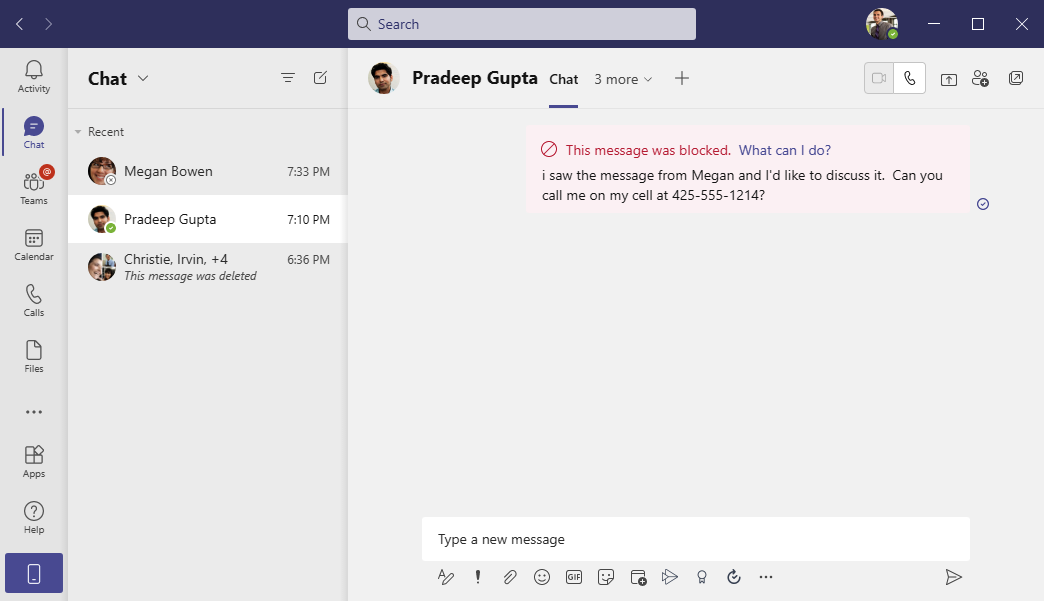 Search
Activity
Chat
Teams
@
Calendar
Calls
Files
Apps
Help
Chat
Recent
Megan Bowen 7:33 PM
Pradeep Gupta 7:10 PM
Christie, Irvin, +4 6:36 PM
This message was deleted
Pradeep Gupta Chat 3 more
This message was blocked. What can I do?
i saw the message from Megan and I'd like to discuss it. Can you
call me on my cell at 425-555-1214?
Type a new message
GIF